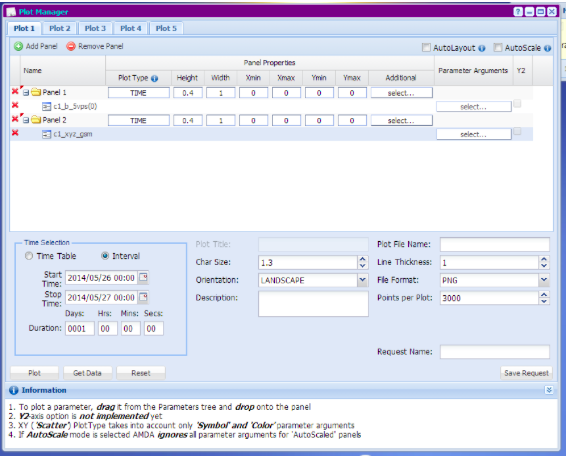 Plot Manager
Plot 1 Plot 2 Plot 3 Plot 4 Plot 5
Add Panel Remove Panel AutoLayout AutoScale
Panel Properties
Name Parameter Arguments Y2
Plot Type Height Width Xmin Xmax Ymin Ymax Additional
Panel 1 TIME 0.4 1 0 0 0 0 select...
c1_b_5vps(0) select...
Panel 2 TIME 0.4 1 0 0 0 0 select...
c1_xyz_gsm select...
Time Selection
Time Table Interval
Start Time: 2014/05/26 00:00
Stop Time: 2014/05/27 00:00
Days: Hrs: Mins: Secs:
Duration: 0001 00 00 00
Plot Title:
Char Size: 1.3
Orientation: LANDSCAPE
Description:
Plot File Name:
Line Thickness: 1
File Format: PNG
Points per Plot: 3000
Request Name:
Plot Get Data Reset Save Request
Information
1. To plot a parameter, drag it from the Parameters tree and drop onto the panel
2. Y2-axis option is not implemented yet
3. XY ('Scatter') PlotType takes into account only 'Symbol' and 'Color' parameter arguments
4. If AutoScale mode is selected AMDA ignores all parameter arguments for 'AutoScaled' panels